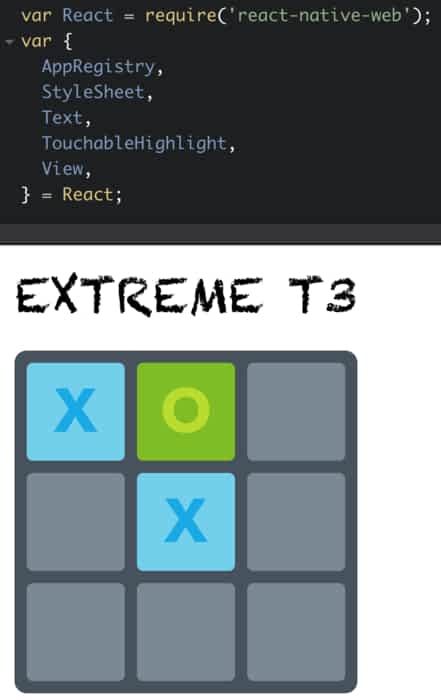 var React = require('react-native-web');
var {
AppRegistry,
StyleSheet,
Text,
TouchableHighlight,
View,
} = React;
EXTREME T3
X O
X